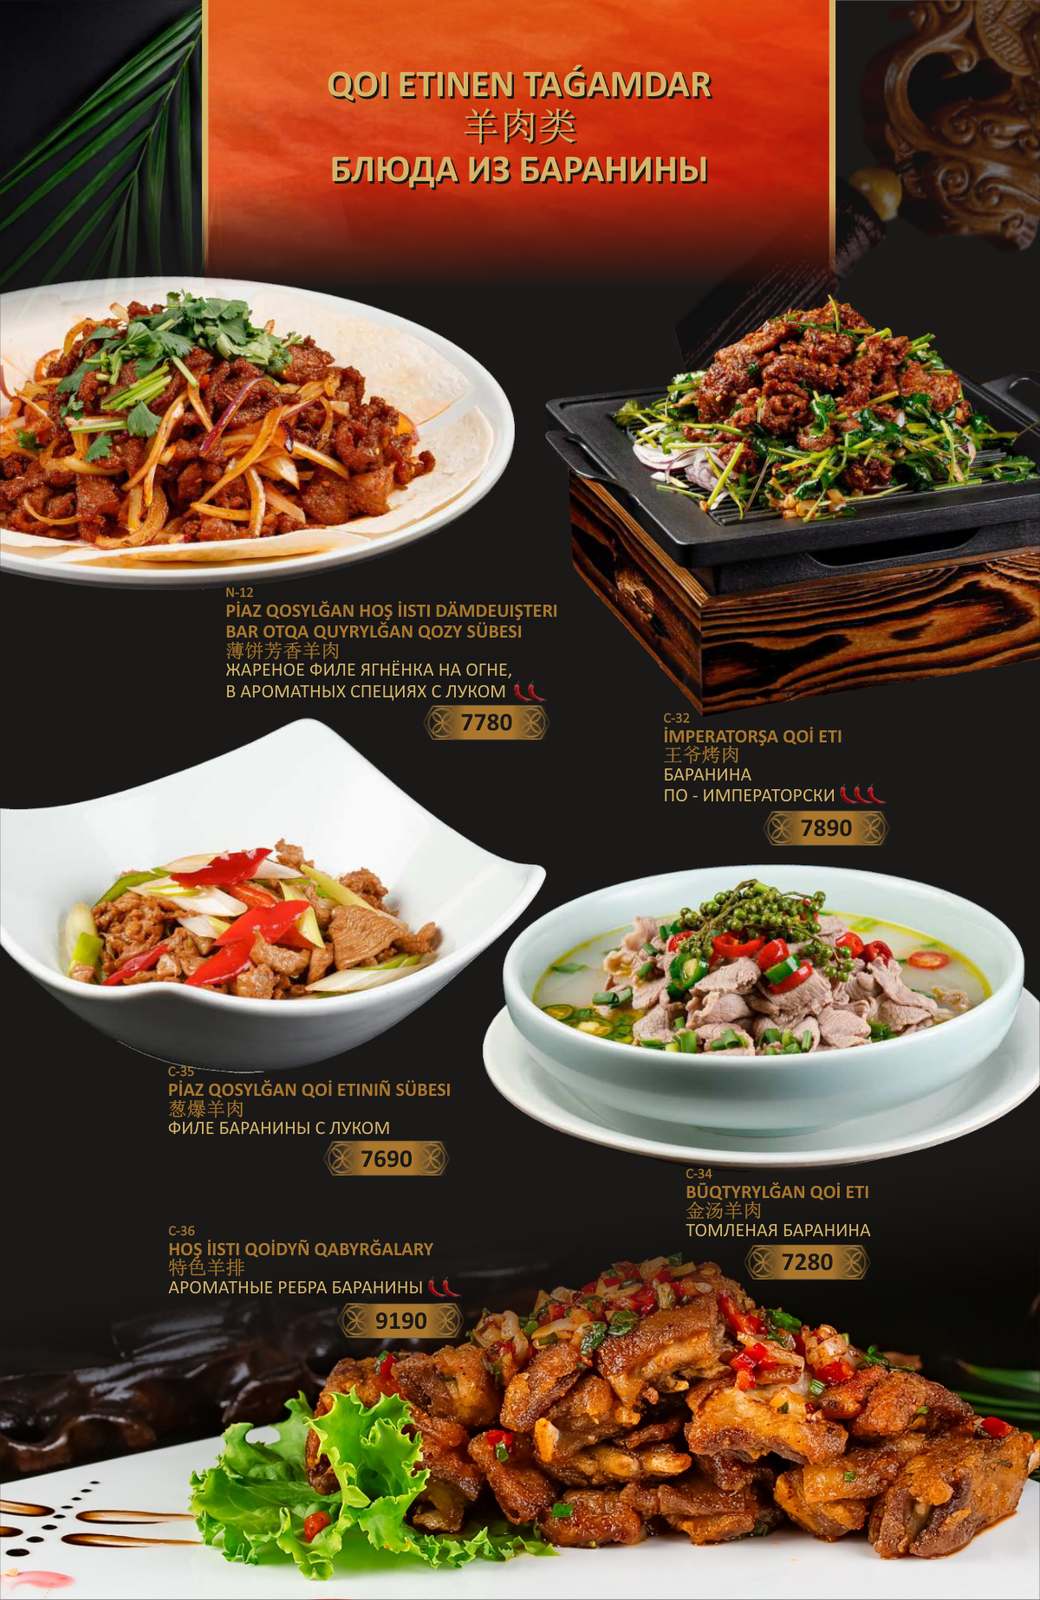 QOI ETINEN TAǴAMDAR
羊肉类
БЛЮДА ИЗ БАРАНИНЫ
N-12
PİAZ QOSYLĞAN HOŞ İISTI DÄMDEUIŞTERI
BAR OTQA QUYRYLĞAN QOZY SÜBESI
薄饼芳香羊肉
ЖАРЕНОЕ ФИЛЕ ЯГНЁНКА НА ОГНЕ,
В АРОМАТНЫХ СПЕЦИЯХ С ЛУКОМ
7780
C-32
İMPERATORŞA QOİ ETI
王爷烤肉
БАРАНИНА
ПО - ИМПЕРАТОРСКИ
7890
C-35
PİAZ QOSYLĞAN QOİ ETINIÑ SÜBESI
葱爆羊肉
ФИЛЕ БАРАНИНЫ С ЛУКОМ
7690
C-34
BŪQTYRYLĞAN QOİ ETI
金汤羊肉
ТОМЛЕНАЯ БАРАНИНА
7280
C-36
HOŞ İISTI QOİDYÑ QABYRĞALARY
特色羊排
АРОМАТНЫЕ РЕБРА БАРАНИНЫ
9190